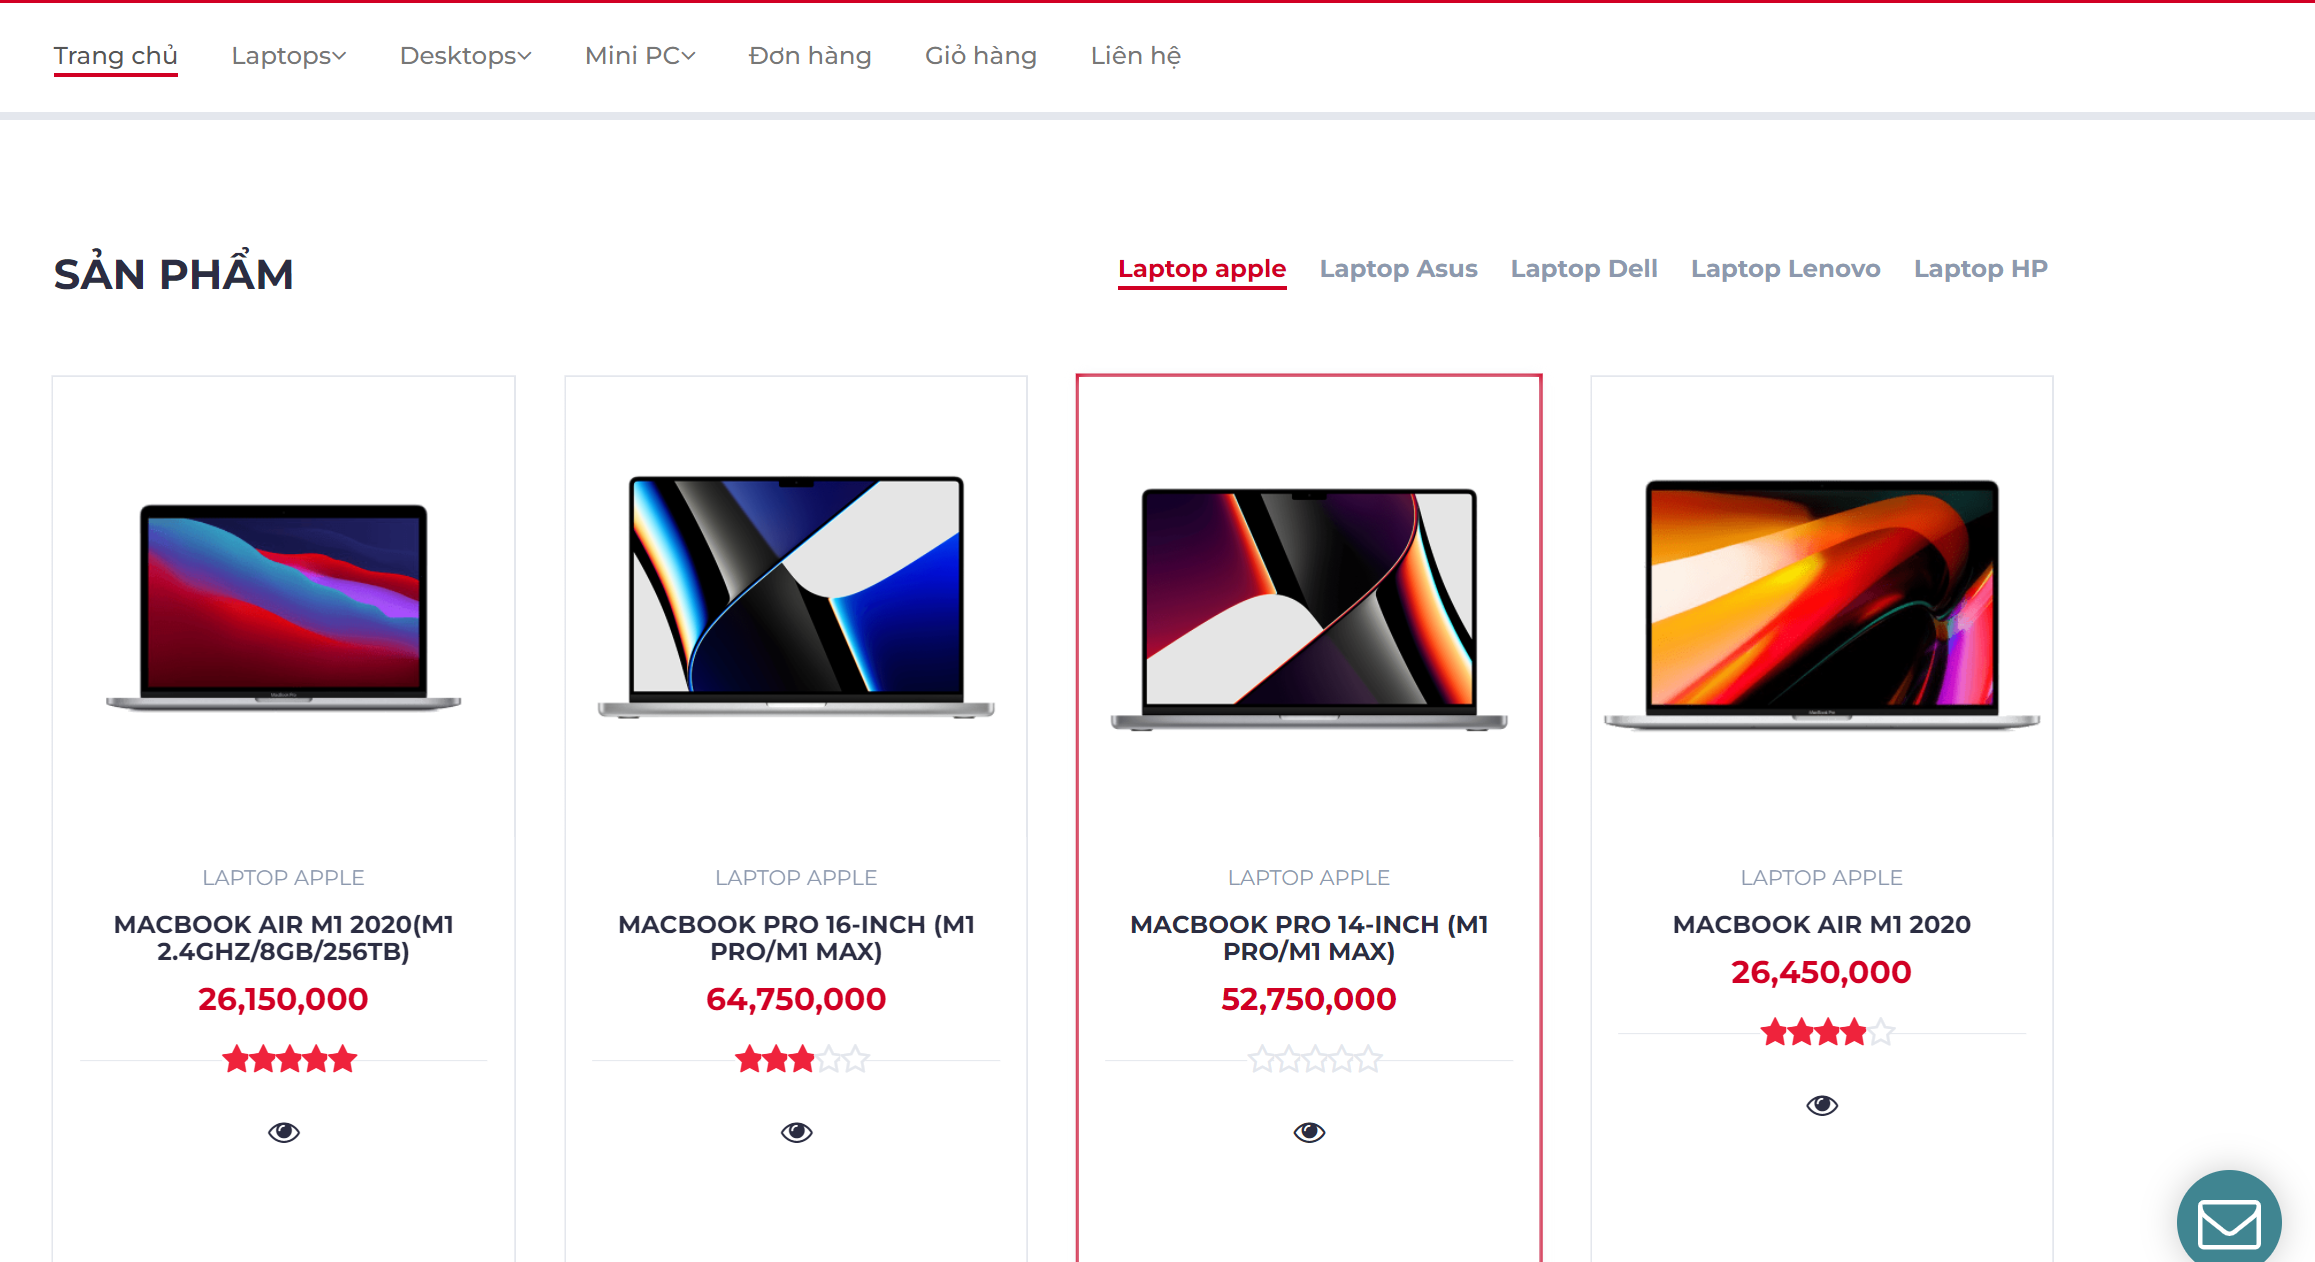 Trang chủ Laptops Desktops Mini PC Đơn hàng Giỏ hàng Liên hệ
SẢN PHẨM
Laptop apple Laptop Asus Laptop Dell Laptop Lenovo Laptop HP
LAPTOP APPLE
MACBOOK AIR M1 2020(M1
2.4GHZ/8GB/256TB)
26,150,000
LAPTOP APPLE
MACBOOK PRO 16-INCH (M1
PRO/M1 MAX)
64,750,000
LAPTOP APPLE
MACBOOK PRO 14-INCH (M1
PRO/M1 MAX)
52,750,000
LAPTOP APPLE
MACBOOK AIR M1 2020
26,450,000